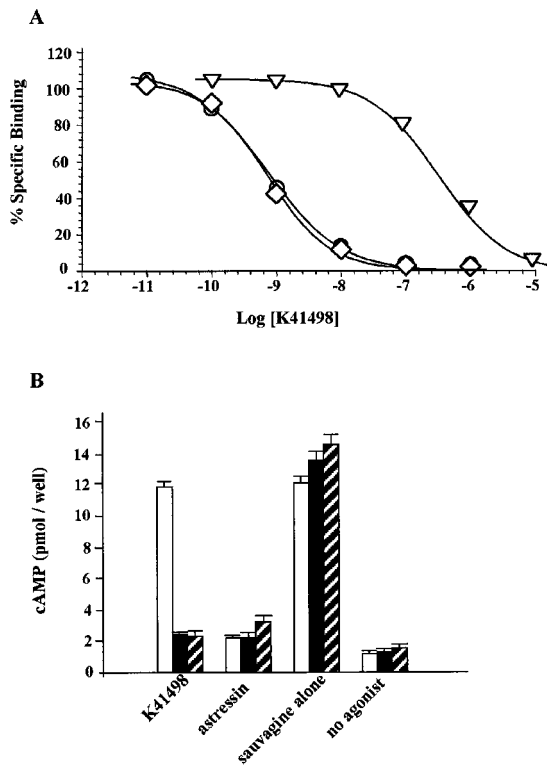 A
120
100
80
60
40
20
0
% Specific Binding
-12 -11 -10 -9 -8 -7 -6 -5
Log [K41498]
B
16
14
12
10
8
6
4
2
0
cAMP (pmol / well)
K41498
astressin
sauvagine alone
no agonist